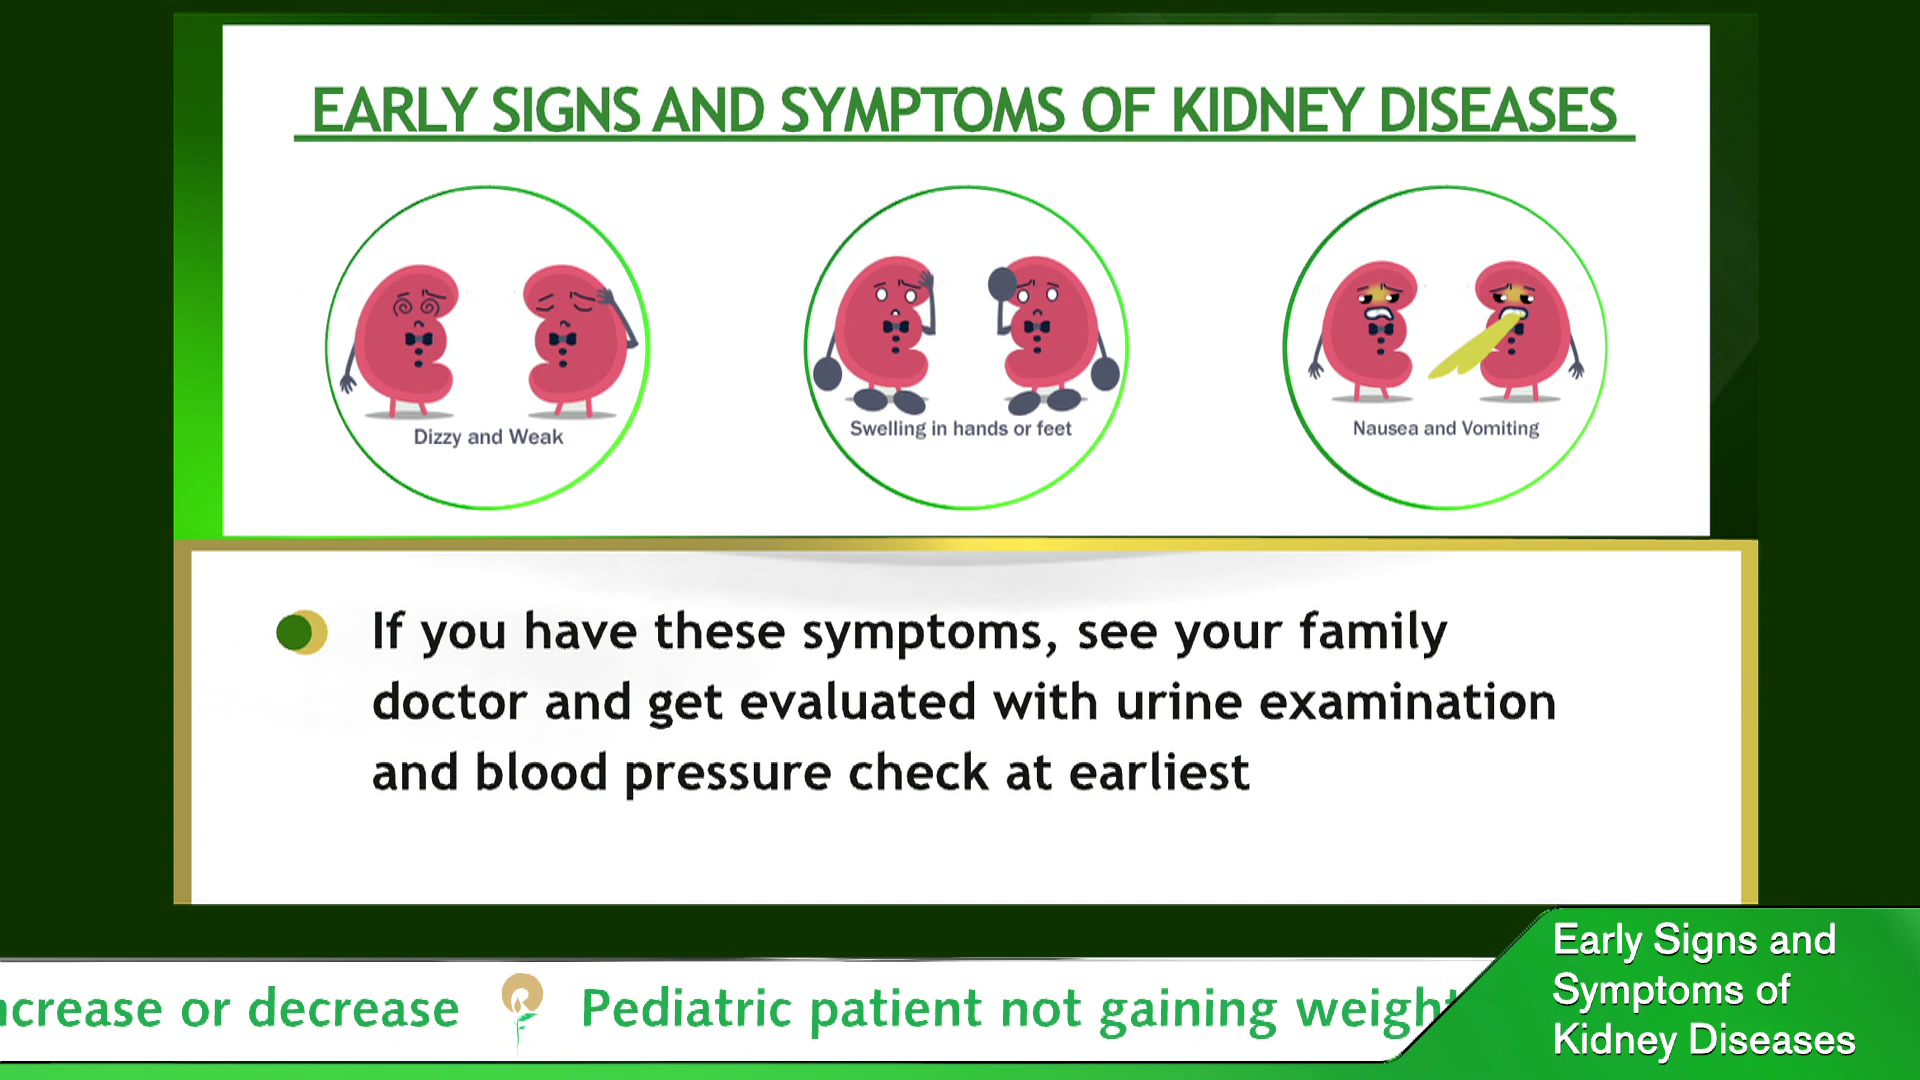 EARLY SIGNS AND SYMPTOMS OF KIDNEY DISEASES
Dizzy and Weak
Swelling in hands or feet
Nausea and Vomiting
If you have these symptoms, see your family
doctor and get evaluated with urine examination
and blood pressure check at earliest
ncrease or decrease
Pediatric patient not gaining weight
Early Signs and
Symptoms of
Kidney Diseases